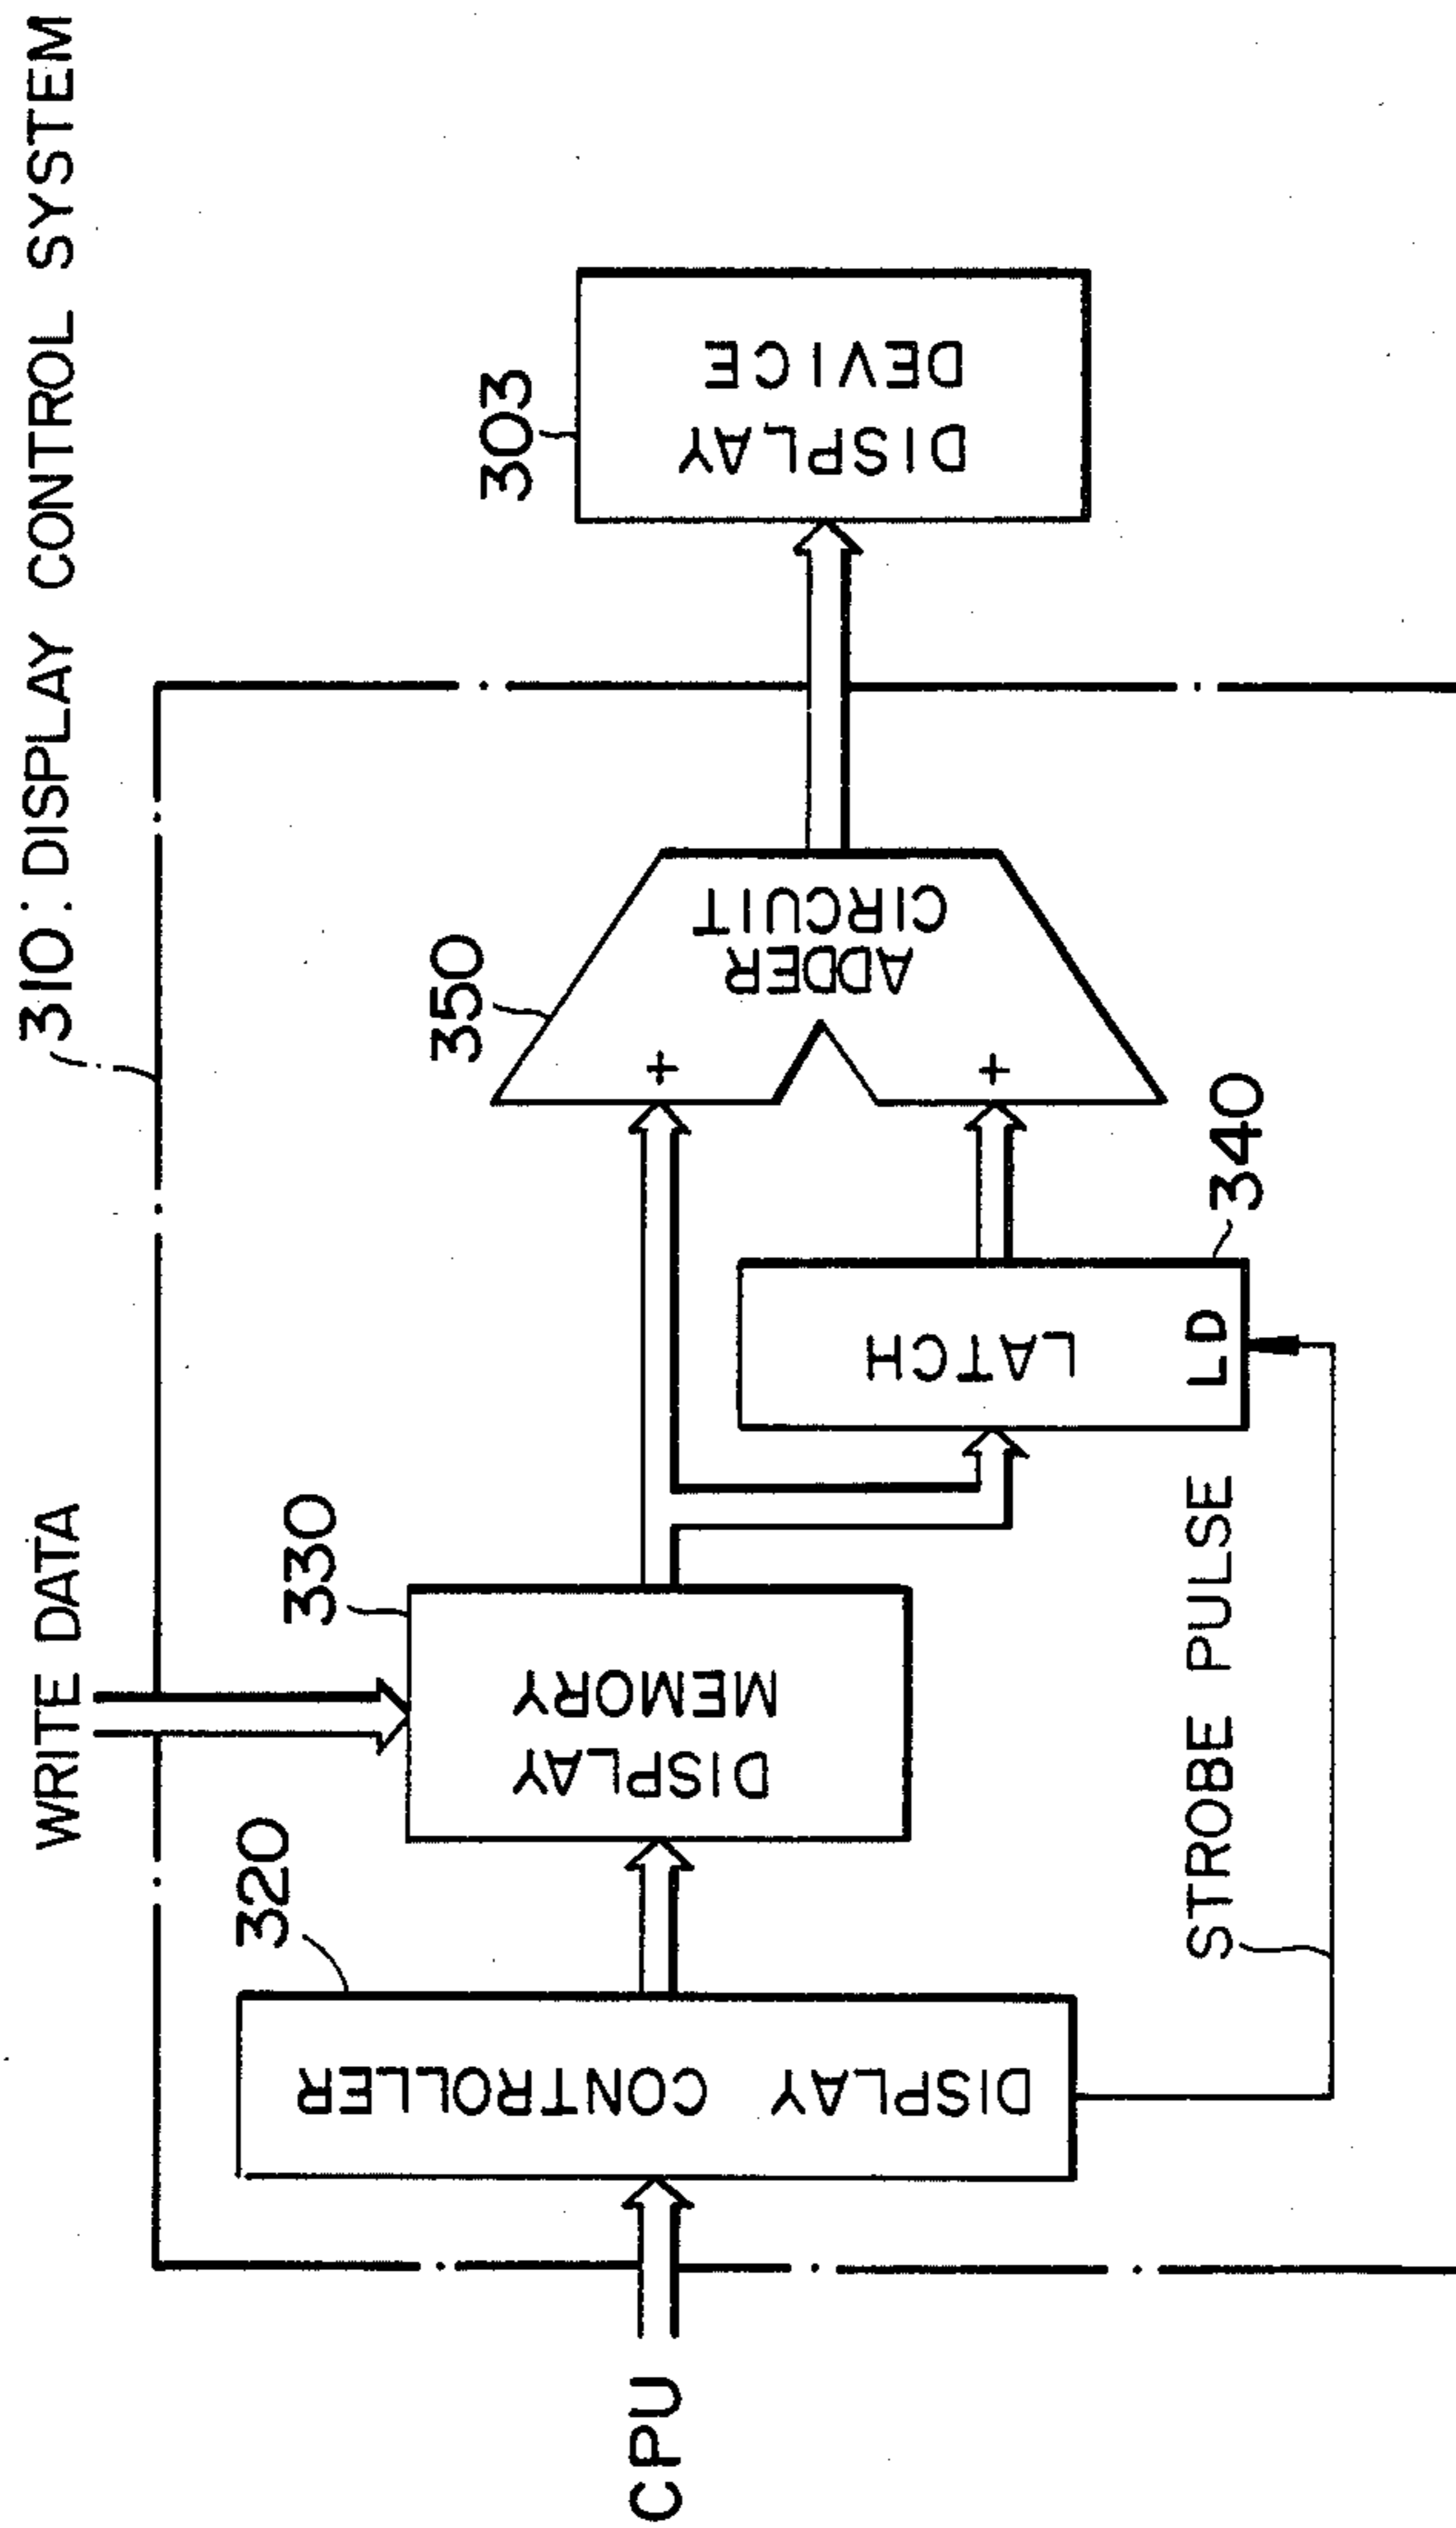 310: DISPLAY CONTROL SYSTEM
WRITE DATA
CPU
320
DISPLAY CONTROLLER
330
DISPLAY
MEMORY
350
+
+
ADDER
CIRCUIT
303
DISPLAY
DEVICE
LATCH
LD
340
STROBE PULSE